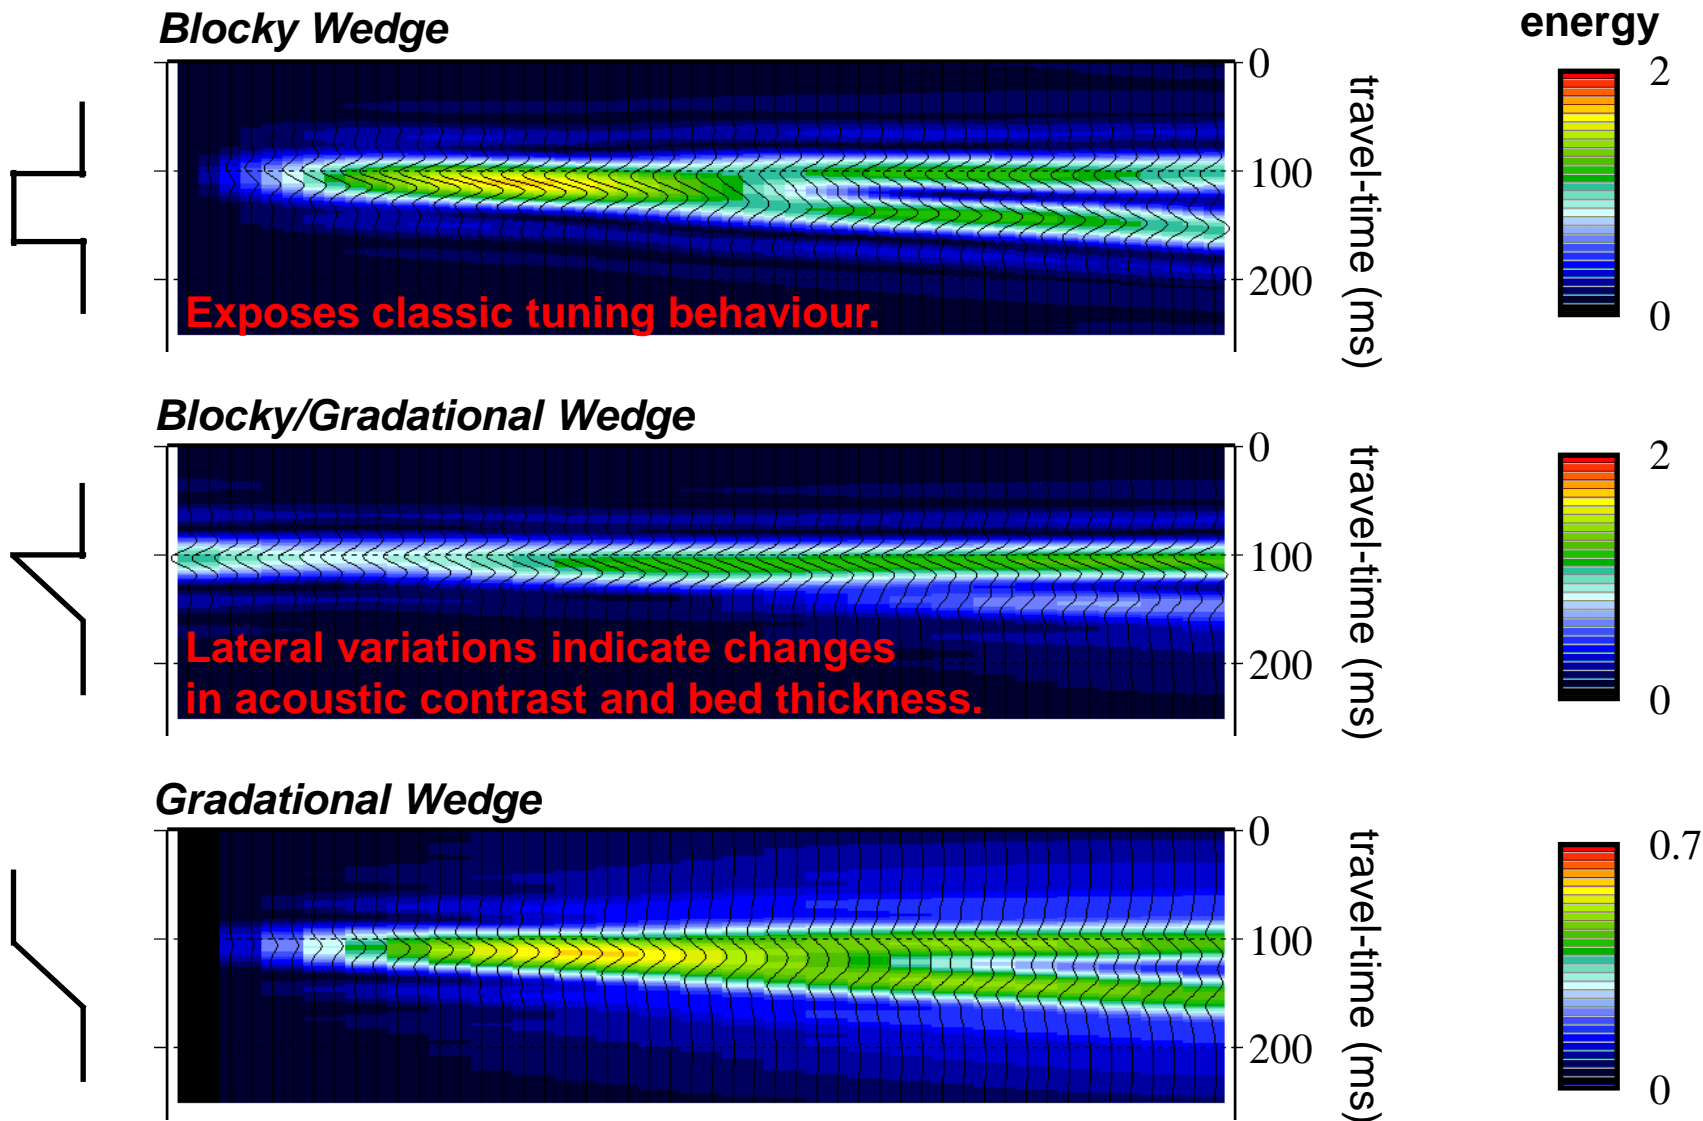 Blocky Wedge
energy
0
100
200
travel-time (ms)
2
0
Exposes classic tuning behaviour.
Blocky/Gradational Wedge
0
100
200
travel-time (ms)
2
0
Lateral variations indicate changes
in acoustic contrast and bed thickness.
Gradational Wedge
0
100
200
travel-time (ms)
0.7
0